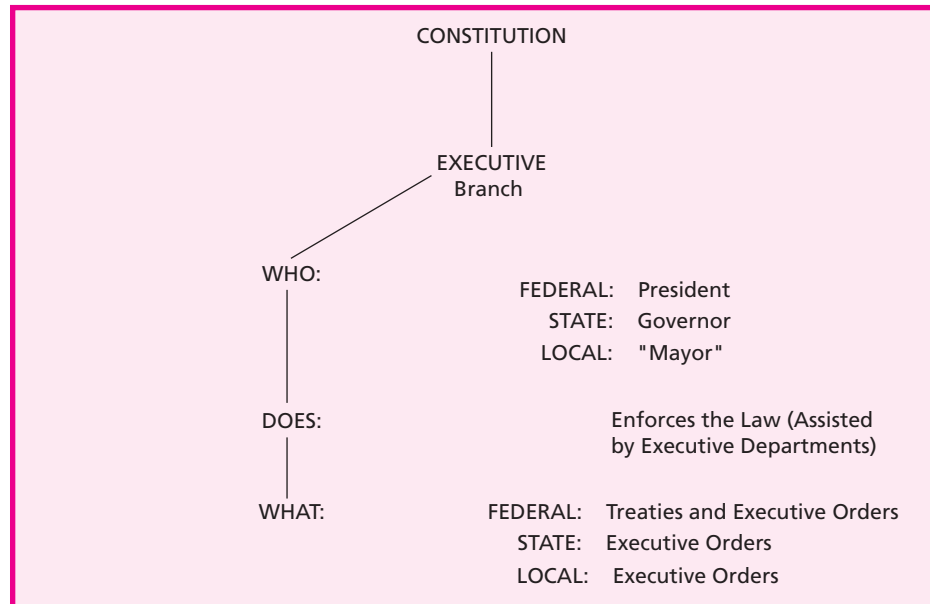 CONSTITUTION
EXECUTIVE
Branch
WHO:
FEDERAL: President
STATE: Governor
LOCAL: "Mayor"
DOES:
Enforces the Law (Assisted
by Executive Departments)
WHAT:
FEDERAL: Treaties and Executive Orders
STATE: Executive Orders
LOCAL: Executive Orders